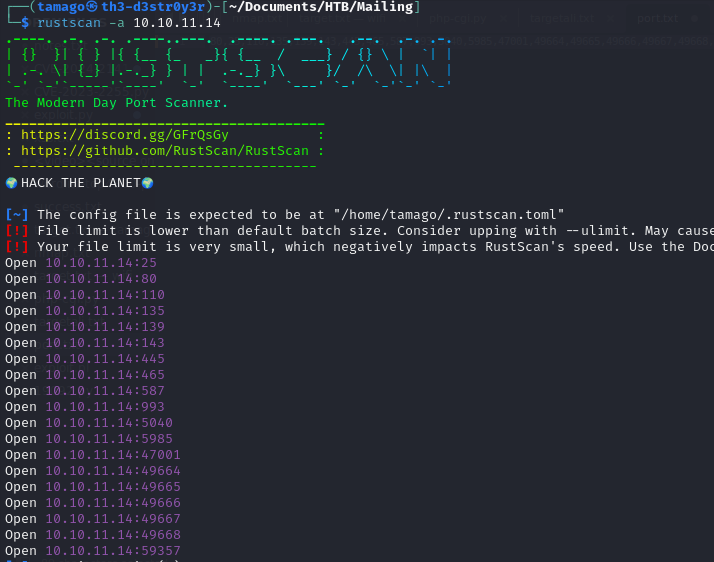 ┌──(tamago㉿th3-d3str0y3r)-[~/Documents/HTB/Mailing]
└─$ rustscan -a 10.10.11.14
.----. .-. .-. .----..---.  .----. .---.   .--.  .-. .-.
| {}  }| { } |{ {__ {_   _}{ {__  /  ___} / {} \ |  `| |
| .-. \| {_} |.-._} } | |  .-._} }\     }/  /\  \| |\  |
`-' `-'`-----'`----'  `-'  `----'  `---' `-'  `-'`-' `-'
The Modern Day Port Scanner.
________________________________________
: https://discord.gg/GFrQsGy           :
: https://github.com/RustScan/RustScan :
 --------------------------------------
🌍HACK THE PLANET🌍
[~] The config file is expected to be at "/home/tamago/.rustscan.toml"
[!] File limit is lower than default batch size. Consider upping with --ulimit. May cause
[!] Your file limit is very small, which negatively impacts RustScan's speed. Use the Doc
Open 10.10.11.14:25
Open 10.10.11.14:80
Open 10.10.11.14:110
Open 10.10.11.14:135
Open 10.10.11.14:139
Open 10.10.11.14:143
Open 10.10.11.14:445
Open 10.10.11.14:465
Open 10.10.11.14:587
Open 10.10.11.14:993
Open 10.10.11.14:5040
Open 10.10.11.14:5985
Open 10.10.11.14:47001
Open 10.10.11.14:49664
Open 10.10.11.14:49665
Open 10.10.11.14:49666
Open 10.10.11.14:49667
Open 10.10.11.14:49668
Open 10.10.11.14:59357